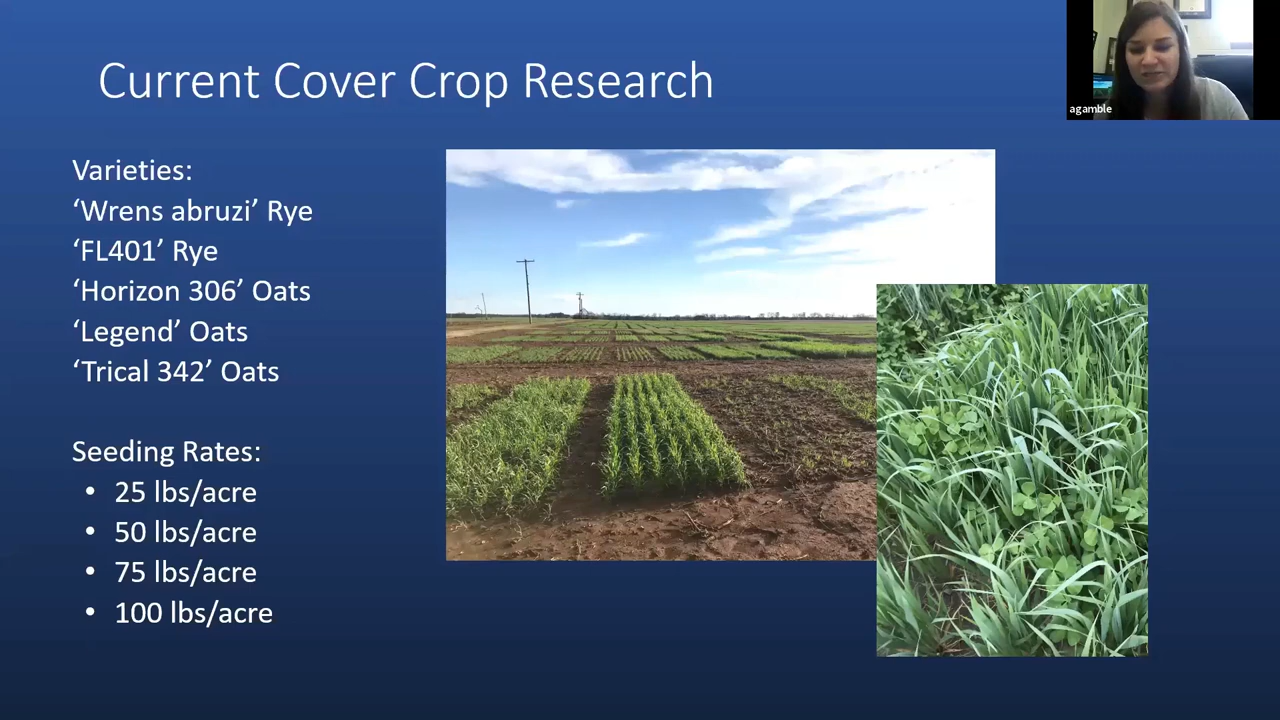 Current Cover Crop Research
agamble
Varieties:
‘Wrens abruzi’ Rye
‘FL401’ Rye
‘Horizon 306’ Oats
‘Legend’ Oats
‘Trical 342’ Oats
Seeding Rates:
• 25 lbs/acre
• 50 lbs/acre
• 75 lbs/acre
• 100 lbs/acre